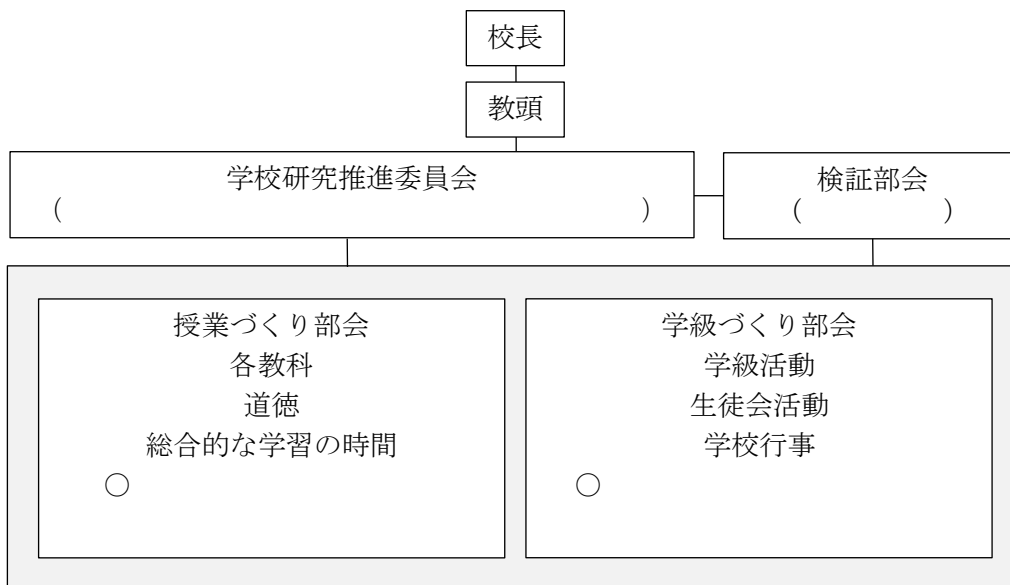 校長
教頭
学校研究推進委員会
（　　　　　　　　　　　　　　　　　　　　　）
検証部会
（　　　　　）
授業づくり部会
各教科
道徳
総合的な学習の時間
○
学級づくり部会
学級活動
生徒会活動
学校行事
○